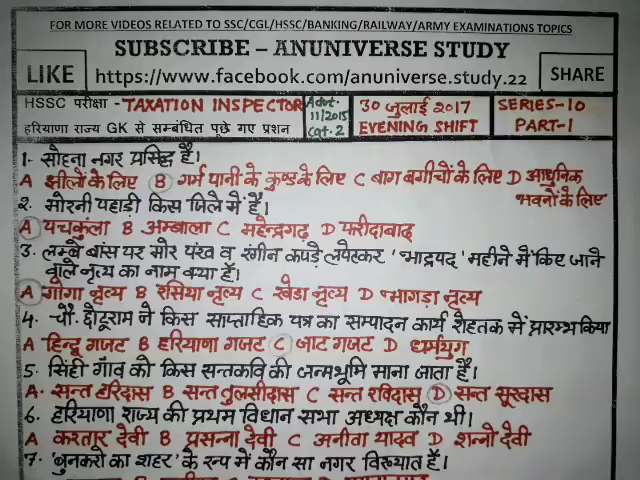 FOR MORE VIDEOS RELATED TO SSC/CGL/HSSC/BANKING/RAILWAY/ARMY EXAMINATIONS TOPICS
SUBSCRIBE – ANUNIVERSE STUDY
LIKE https://www.facebook.com/anuniverse.study.22 SHARE
HSSC परीक्षा - TAXATION INSPECTOR Advt. 11/2015 Cat. 2 30 जुलाई 2017 EVENING SHIFT SERIES-10 PART-1
हरियाणा राज्य GK से सम्बंधित पूछे गए प्रशन
1. सोहना नगर प्रसिद्ध है।
A झीलों के लिए B गर्म पानी के कुण्ड के लिए C बाग बगीचों के लिए D आधुनिक भवनों के लिए
2. मोरनी पहाड़ी किस जिले में है।
A पंचकुला B अम्बाला C महेन्द्रगढ़ D फरीदाबाद
3. लम्बे बांस पर मोर पंख व रंगीन कपड़े लपेटकर 'भाद्रपद' महीने में किए जाने
वाले नृत्य का नाम क्या है।
A गोगा नृत्य B रसिया नृत्य C खेड़ा नृत्य D भागड़ा नृत्य
4. चौ. छोटूराम ने किस साप्ताहिक पत्र का सम्पादन कार्य रोहतक में प्रारम्भ किया
A हिन्दू गजट B हरियाणा गजट C जाट गजट D धर्मयुग
5. सिंही गाँव को किस सन्तकवि की जन्मभूमि माना जाता है।
A. सन्त हरिदास B सन्त तुलसीदास C सन्त रविदास D सन्त सूरदास
6. हरियाणा राज्य की प्रथम विधान सभा अध्यक्ष कौन थी।
A करतार देवी B प्रसन्ना देवी C अनीता यादव D शन्नो देवी
7. 'बुनकरों का शहर' के रूप में कौन सा नगर विख्यात है।